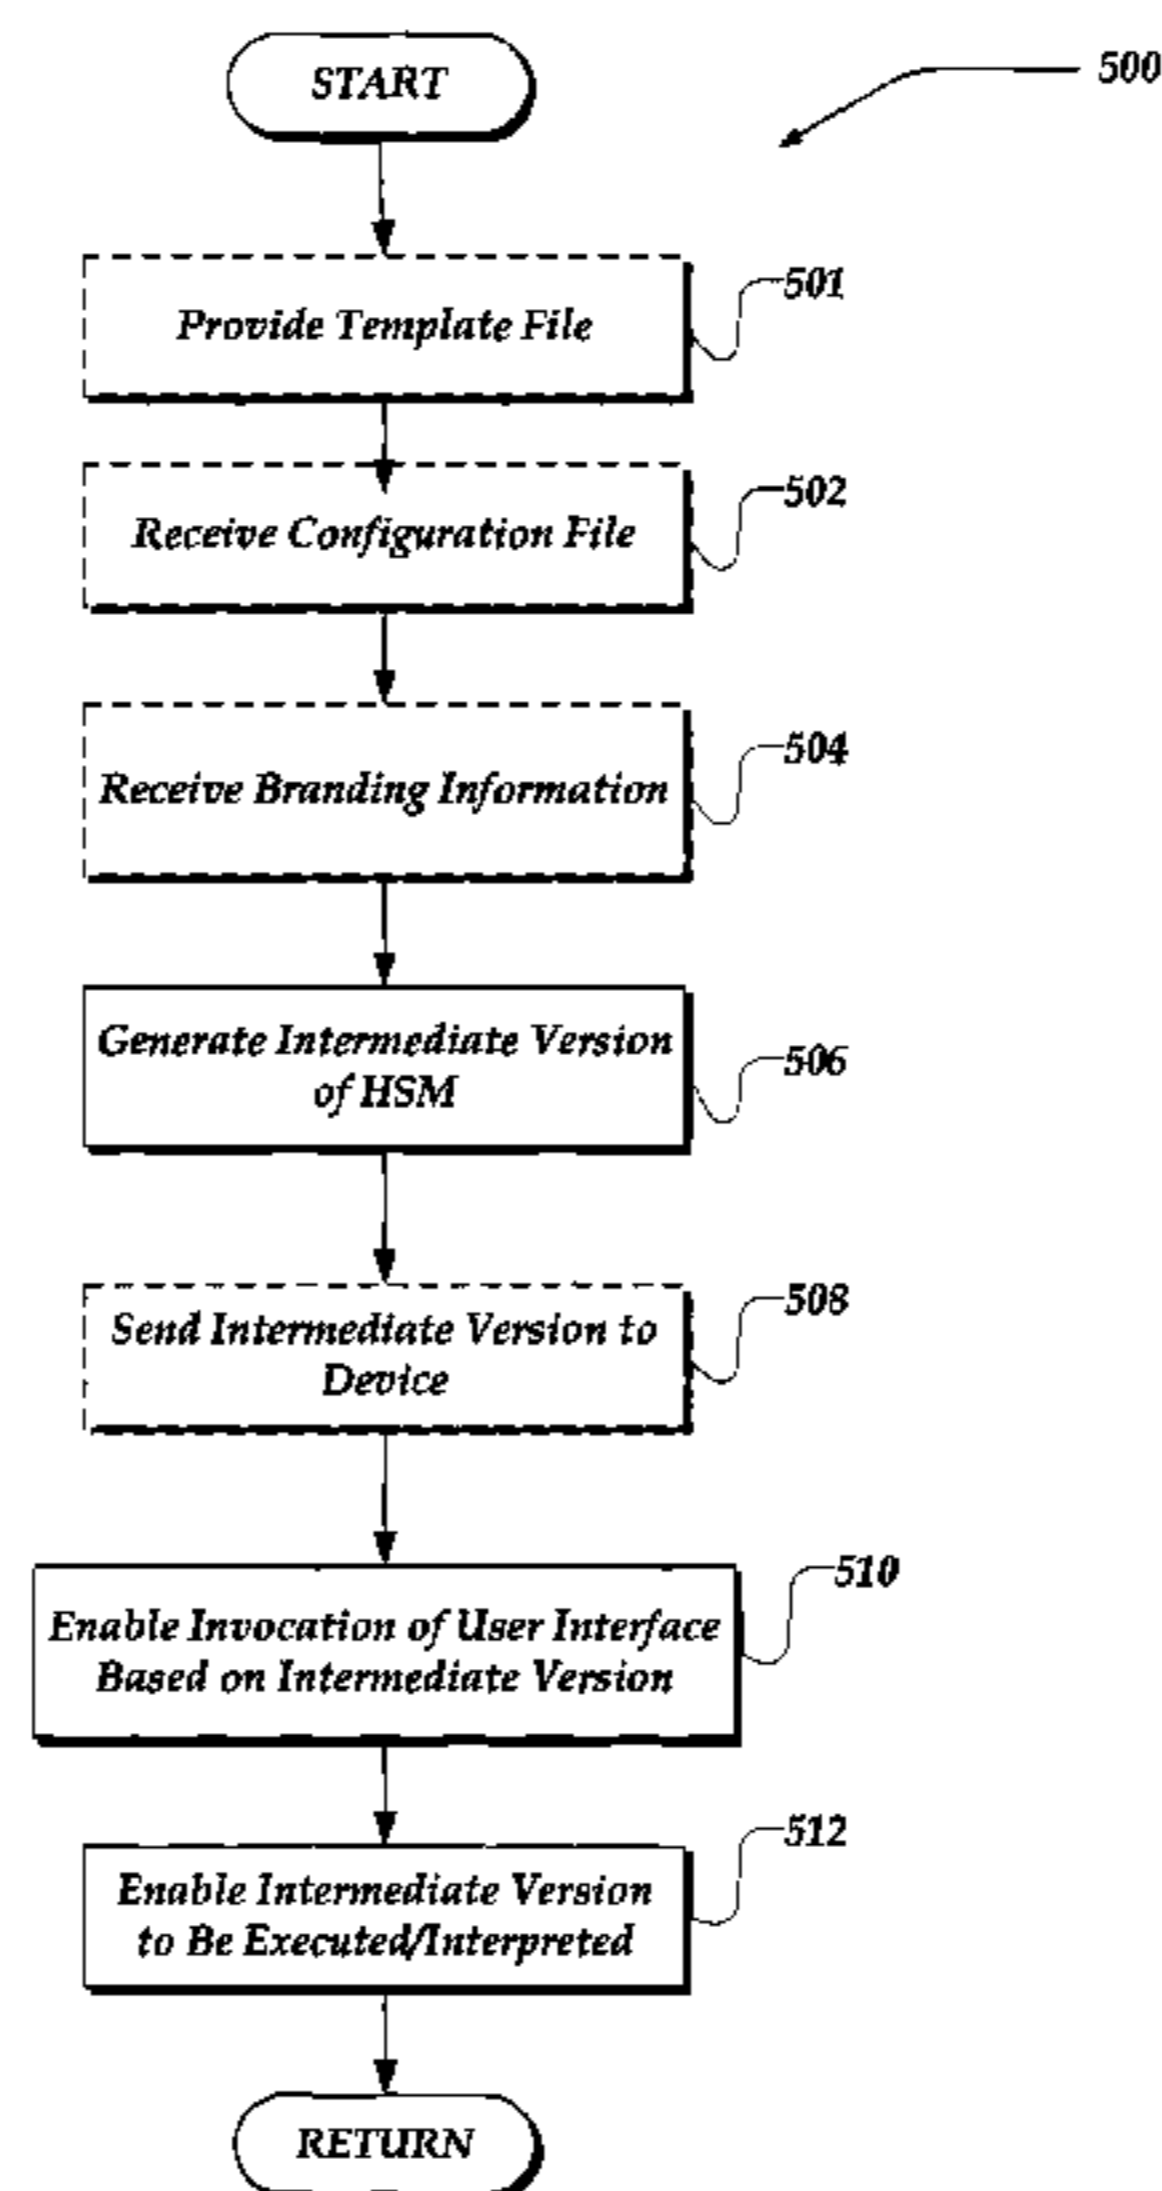 START
500
Provide Template File
501
Receive Configuration File
502
Receive Branding Information
504
Generate Intermediate Version
of HSM
506
Send Intermediate Version to
Device
508
Enable Invocation of User Interface
Based on Intermediate Version
510
Enable Intermediate Version
to Be Executed/Interpreted
512
RETURN